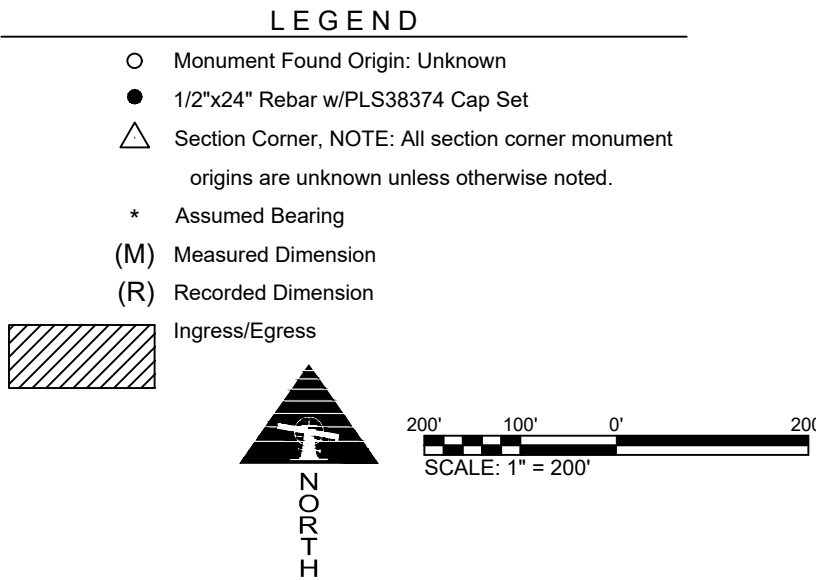 LEGEND
Monument Found Origin: Unknown
1/2"x24" Rebar w/PLS38374 Cap Set
Section Corner, NOTE: All section corner monument
origins are unknown unless otherwise noted.
* Assumed Bearing
(M) Measured Dimension
(R) Recorded Dimension
Ingress/Egress
200' 100' 0' 200
SCALE: 1" = 200'
NORTH